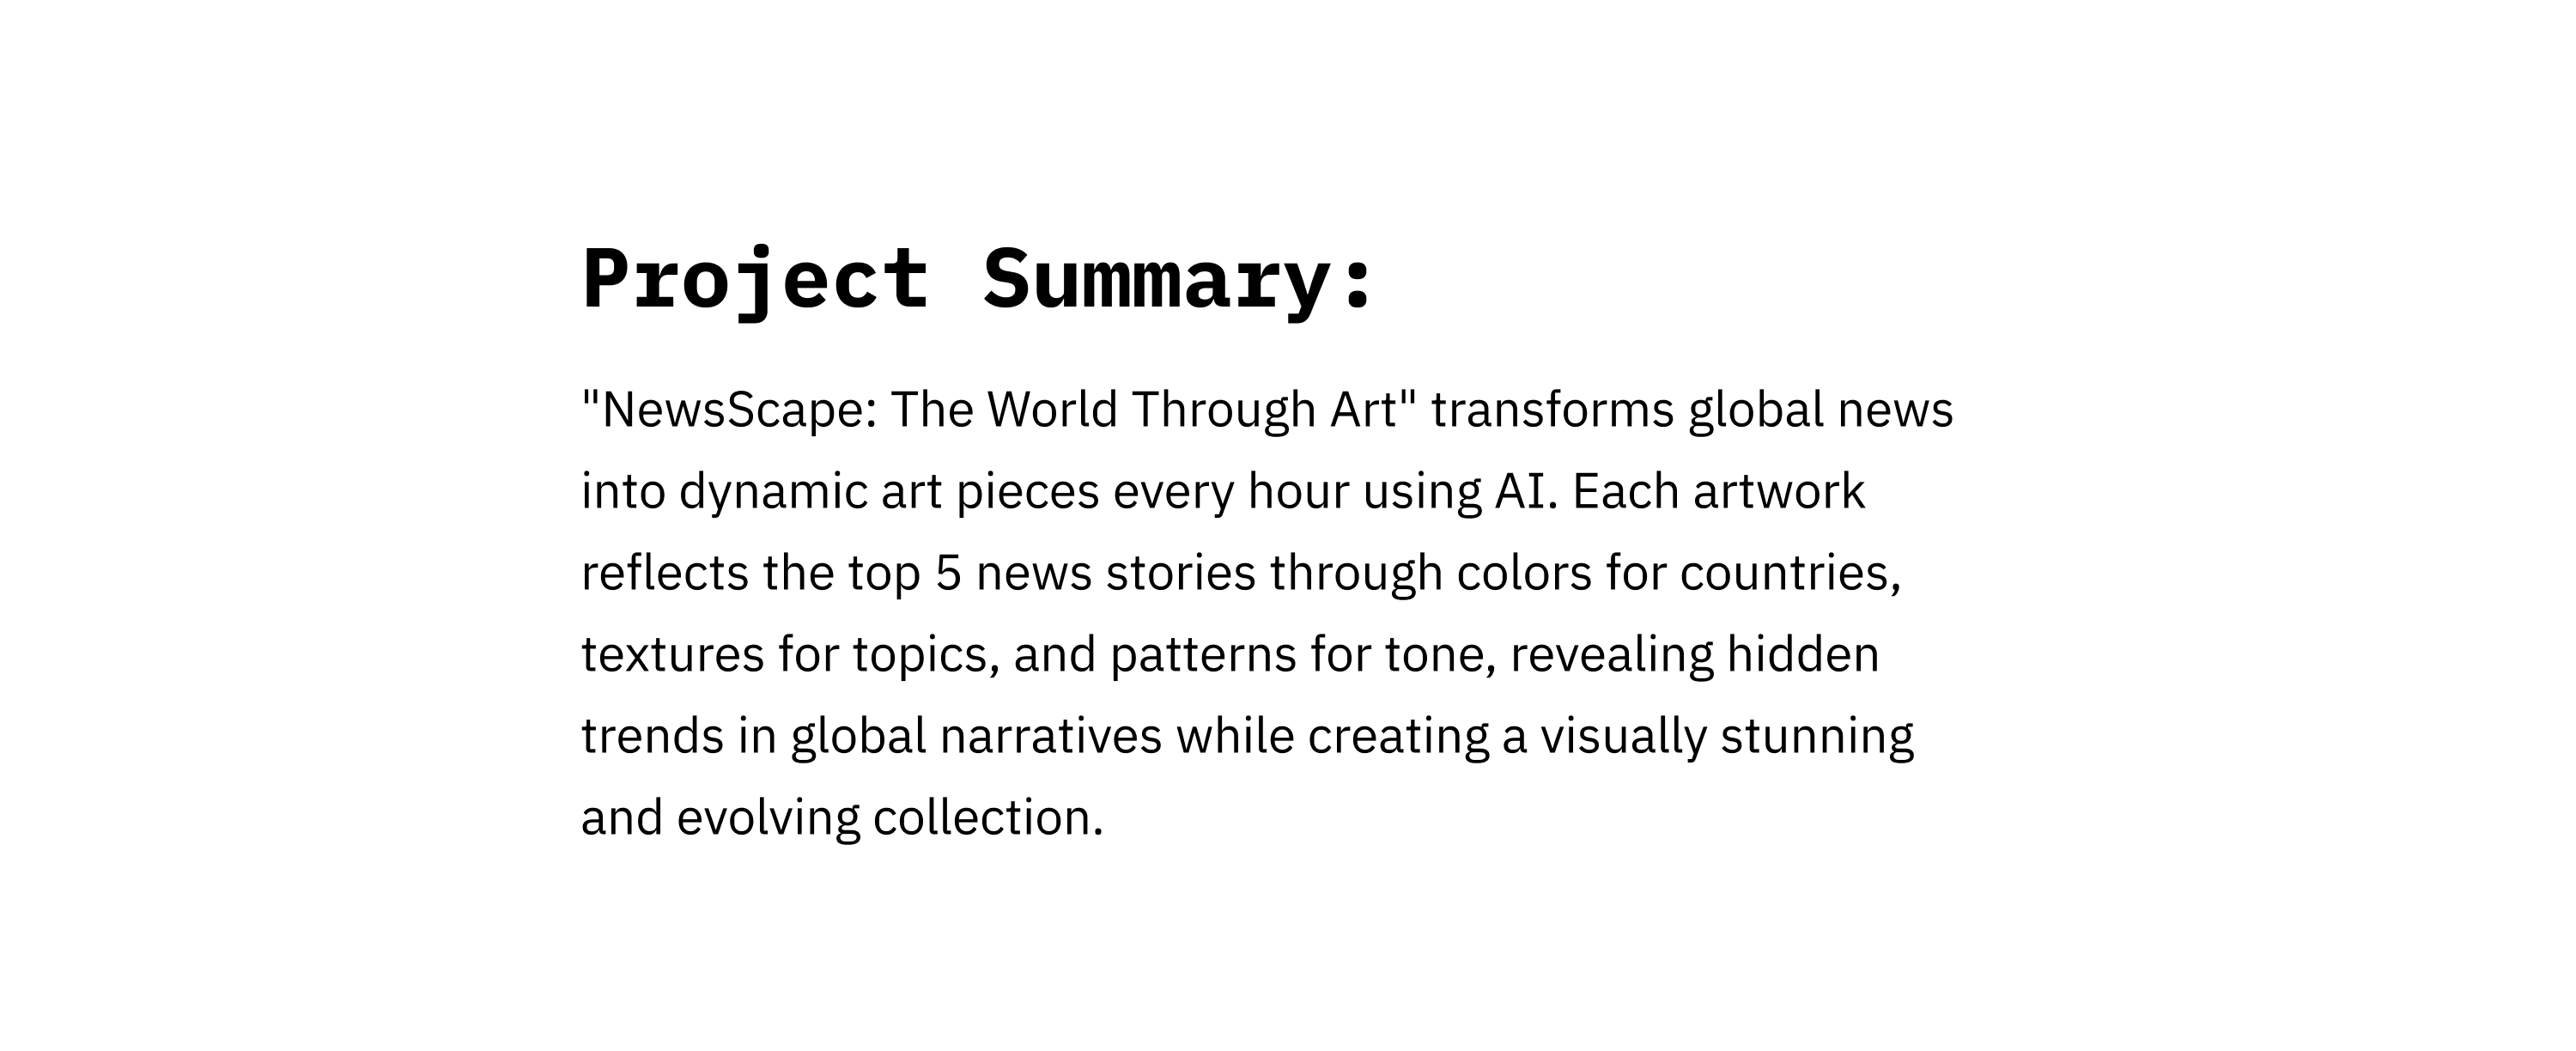 Project Summary:
"NewsScape: The World Through Art" transforms global news
into dynamic art pieces every hour using AI. Each artwork
reflects the top 5 news stories through colors for countries,
textures for topics, and patterns for tone, revealing hidden
trends in global narratives while creating a visually stunning
and evolving collection.